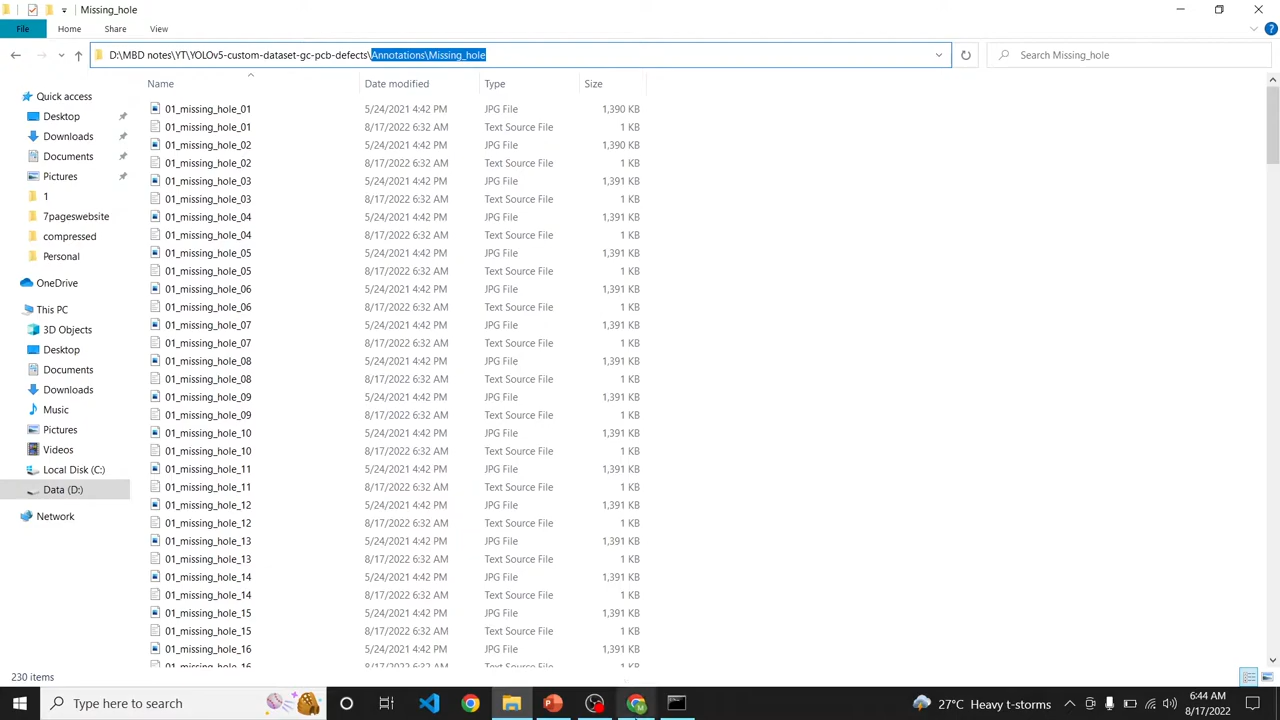 Missing_hole
File Home Share View
D:\MBD notes\YT\YOLOv5-custom-dataset-gc-pcb-defects\Annotations\Missing_hole
Search Missing_hole
Name Date modified Type Size
Quick access
Desktop
Downloads
Documents
Pictures
1
7pageswebsite
compressed
Personal
OneDrive
This PC
3D Objects
Desktop
Documents
Downloads
Music
Pictures
Videos
Local Disk (C:)
Data (D:)
Network
01_missing_hole_01 5/24/2021 4:42 PM JPG File 1,390 KB
01_missing_hole_01 8/17/2022 6:32 AM Text Source File 1 KB
01_missing_hole_02 5/24/2021 4:42 PM JPG File 1,390 KB
01_missing_hole_02 8/17/2022 6:32 AM Text Source File 1 KB
01_missing_hole_03 5/24/2021 4:42 PM JPG File 1,391 KB
01_missing_hole_03 8/17/2022 6:32 AM Text Source File 1 KB
01_missing_hole_04 5/24/2021 4:42 PM JPG File 1,391 KB
01_missing_hole_04 8/17/2022 6:32 AM Text Source File 1 KB
01_missing_hole_05 5/24/2021 4:42 PM JPG File 1,391 KB
01_missing_hole_05 8/17/2022 6:32 AM Text Source File 1 KB
01_missing_hole_06 5/24/2021 4:42 PM JPG File 1,391 KB
01_missing_hole_06 8/17/2022 6:32 AM Text Source File 1 KB
01_missing_hole_07 5/24/2021 4:42 PM JPG File 1,391 KB
01_missing_hole_07 8/17/2022 6:32 AM Text Source File 1 KB
01_missing_hole_08 5/24/2021 4:42 PM JPG File 1,391 KB
01_missing_hole_08 8/17/2022 6:32 AM Text Source File 1 KB
01_missing_hole_09 5/24/2021 4:42 PM JPG File 1,391 KB
01_missing_hole_09 8/17/2022 6:32 AM Text Source File 1 KB
01_missing_hole_10 5/24/2021 4:42 PM JPG File 1,391 KB
01_missing_hole_10 8/17/2022 6:32 AM Text Source File 1 KB
01_missing_hole_11 5/24/2021 4:42 PM JPG File 1,391 KB
01_missing_hole_11 8/17/2022 6:32 AM Text Source File 1 KB
01_missing_hole_12 5/24/2021 4:42 PM JPG File 1,391 KB
01_missing_hole_12 8/17/2022 6:32 AM Text Source File 1 KB
01_missing_hole_13 5/24/2021 4:42 PM JPG File 1,391 KB
01_missing_hole_13 8/17/2022 6:32 AM Text Source File 1 KB
01_missing_hole_14 5/24/2021 4:42 PM JPG File 1,391 KB
01_missing_hole_14 8/17/2022 6:32 AM Text Source File 1 KB
01_missing_hole_15 5/24/2021 4:42 PM JPG File 1,391 KB
01_missing_hole_15 8/17/2022 6:32 AM Text Source File 1 KB
01_missing_hole_16 5/24/2021 4:42 PM JPG File 1,391 KB
01_missing_hole_16 8/17/2022 6:32 AM Text Source File 1 KB
230 items
Type here to search
27°C Heavy t-storms
6:44 AM
8/17/2022